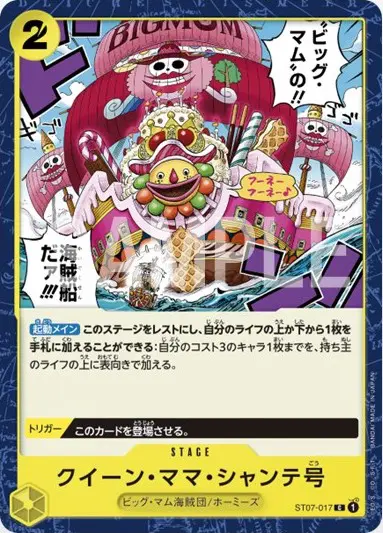 2
BIGMOM
"ビッグ・
マム"の!!
フーネー
フーネー♪
海賊船
だァ!!!
SAMPLE
起動メイン このステージをレストにし、自分のライフの上か下から1枚を
手札に加えることができる：自分のコスト3のキャラ1枚までを、持ち主
のライフの上に表向きで加える。
トリガー このカードを登場させる。
STAGE
クイーン・ママ・シャンテ号
ビッグ・マム海賊団/ホーミーズ
ST07-017 C 1